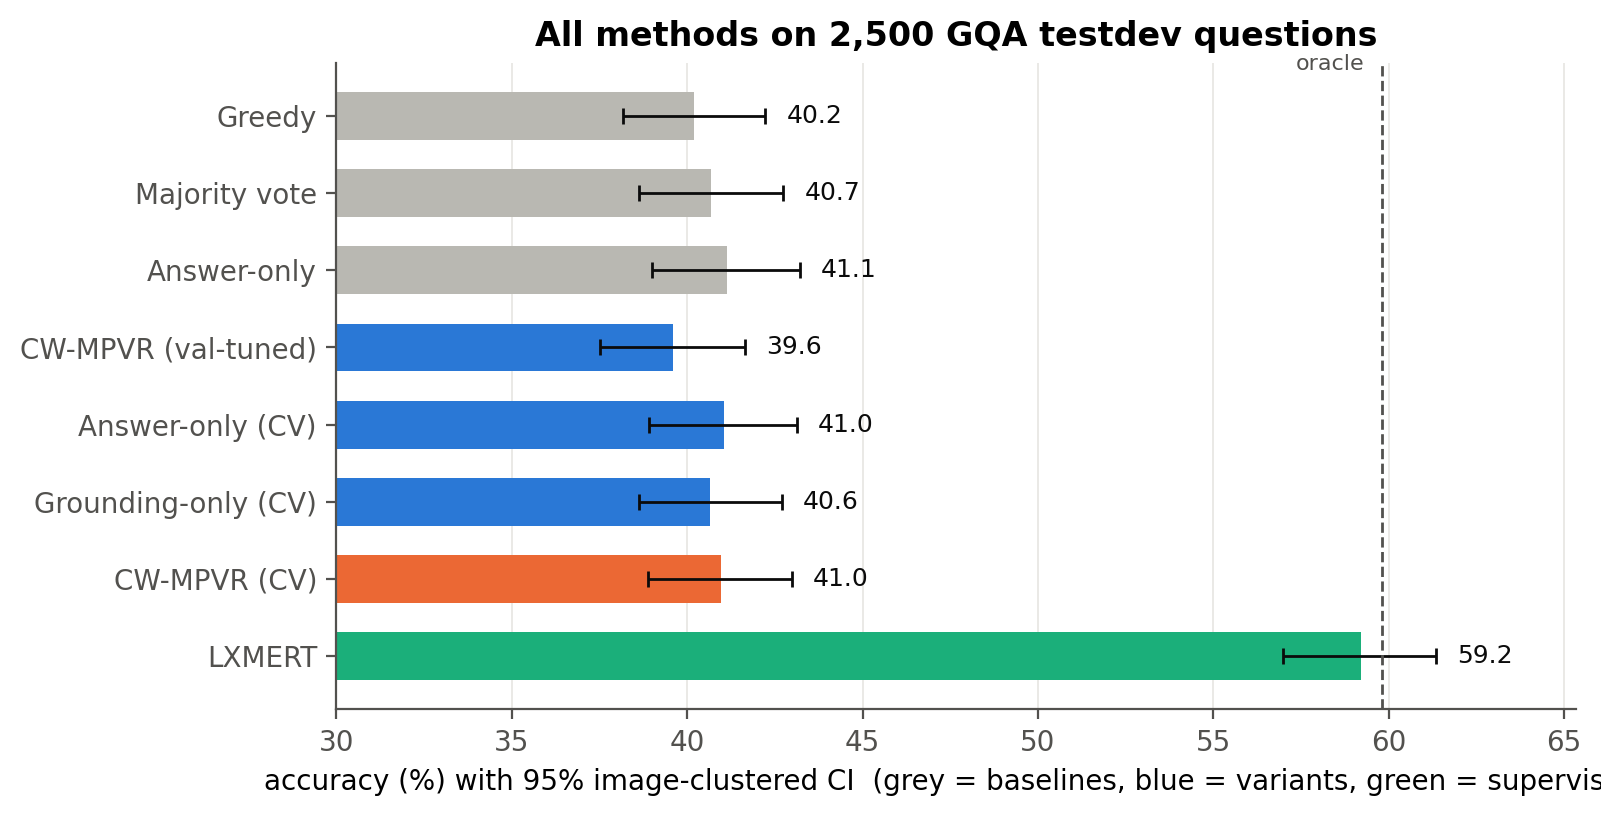 All methods on 2,500 GQA testdev questions
oracle
Greedy 40.2
Majority vote 40.7
Answer-only 41.1
CW-MPVR (val-tuned) 39.6
Answer-only (CV) 41.0
Grounding-only (CV) 40.6
CW-MPVR (CV) 41.0
LXMERT 59.2
30 35 40 45 50 55 60 65
accuracy (%) with 95% image-clustered CI (grey = baselines, blue = variants, green = supervis